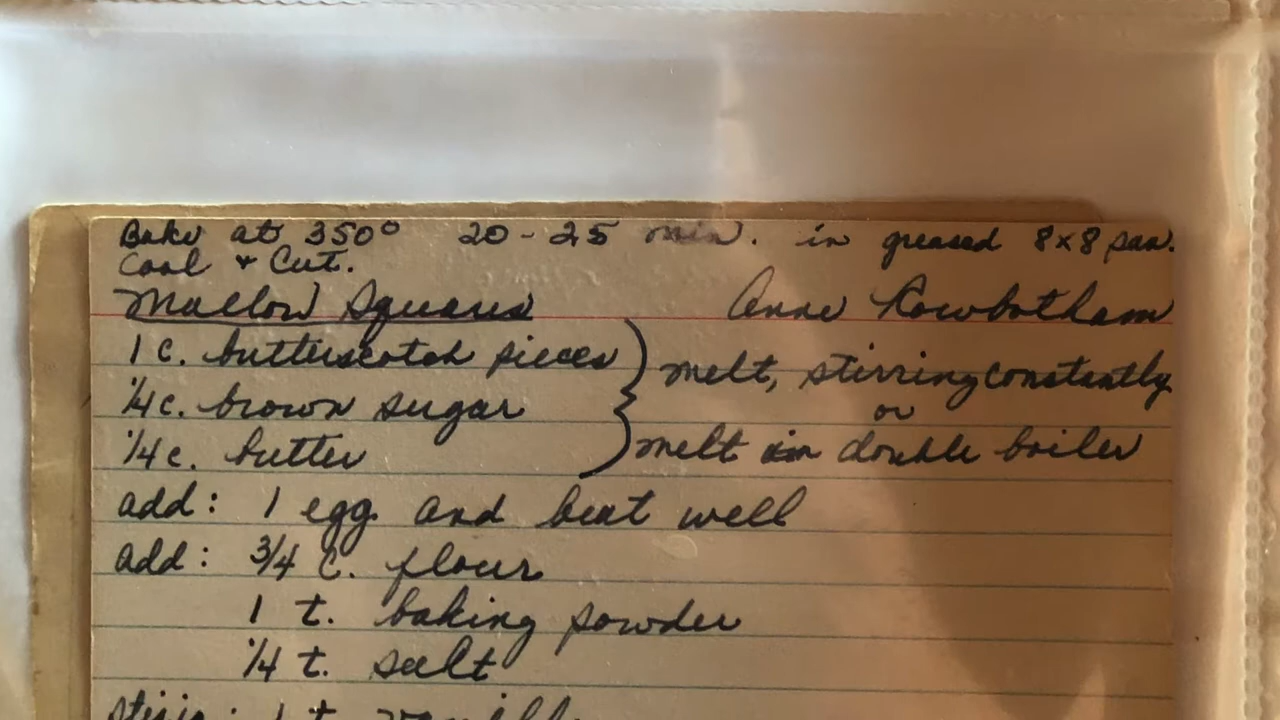 Bake at 350° 20-25 min. in greased 8x8 pan.
Cool & Cut.
Mallow Squares Anne Rowbotham
1 c. butterscotch pieces
1/4 c. brown sugar
1/4 c. butter
melt, stirring constantly
or
melt in double boiler
add: 1 egg and beat well
add: 3/4 c. flour
1 t. baking powder
1/4 t. salt
1 t. vanilla